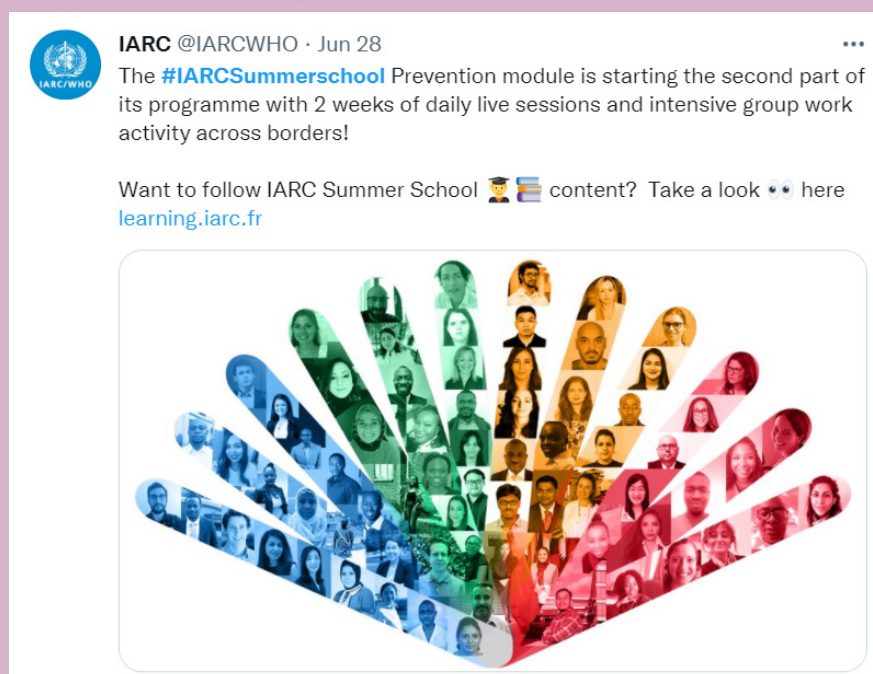 IARC @IARCWHO · Jun 28
IARC/WHO
The #IARCSummerschool Prevention module is starting the second part of
its programme with 2 weeks of daily live sessions and intensive group work
activity across borders!
Want to follow IARC Summer School 👨‍🎓📚 content? Take a look 👀 here
learning.iarc.fr